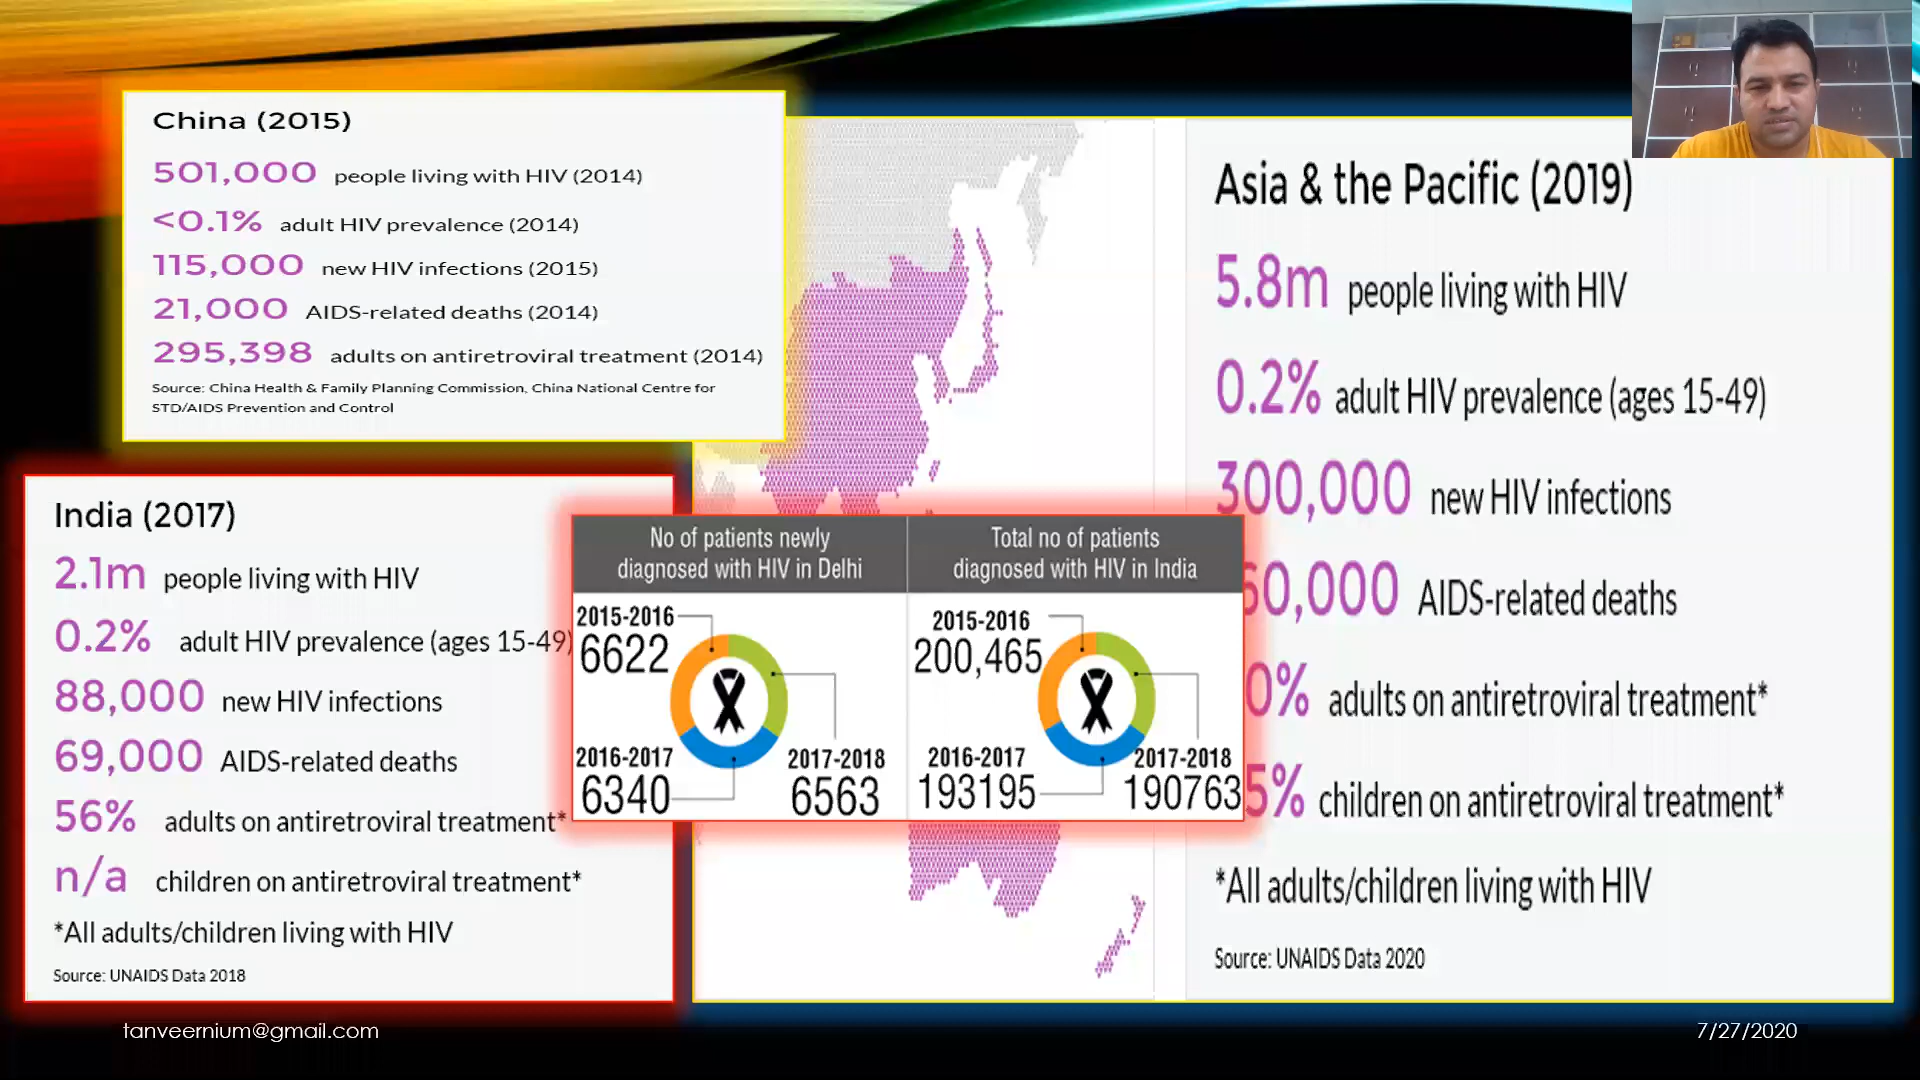 China (2015)
501,000 people living with HIV (2014)
<0.1% adult HIV prevalence (2014)
115,000 new HIV infections (2015)
21,000 AIDS-related deaths (2014)
295,398 adults on antiretroviral treatment (2014)
Source: China Health & Family Planning Commission, China National Centre for
STD/AIDS Prevention and Control
India (2017)
2.1m people living with HIV
0.2% adult HIV prevalence (ages 15-49)
88,000 new HIV infections
69,000 AIDS-related deaths
56% adults on antiretroviral treatment*
n/a children on antiretroviral treatment*
*All adults/children living with HIV
Source: UNAIDS Data 2018
No of patients newly
diagnosed with HIV in Delhi
2015-2016
6622
2016-2017
6340
2017-2018
6563
Total no of patients
diagnosed with HIV in India
2015-2016
200,465
2016-2017
193195
2017-2018
190763
Asia & the Pacific (2019)
5.8m people living with HIV
0.2% adult HIV prevalence (ages 15-49)
300,000 new HIV infections
60,000 AIDS-related deaths
0% adults on antiretroviral treatment*
5% children on antiretroviral treatment*
*All adults/children living with HIV
Source: UNAIDS Data 2020
tanveernium@gmail.com
7/27/2020